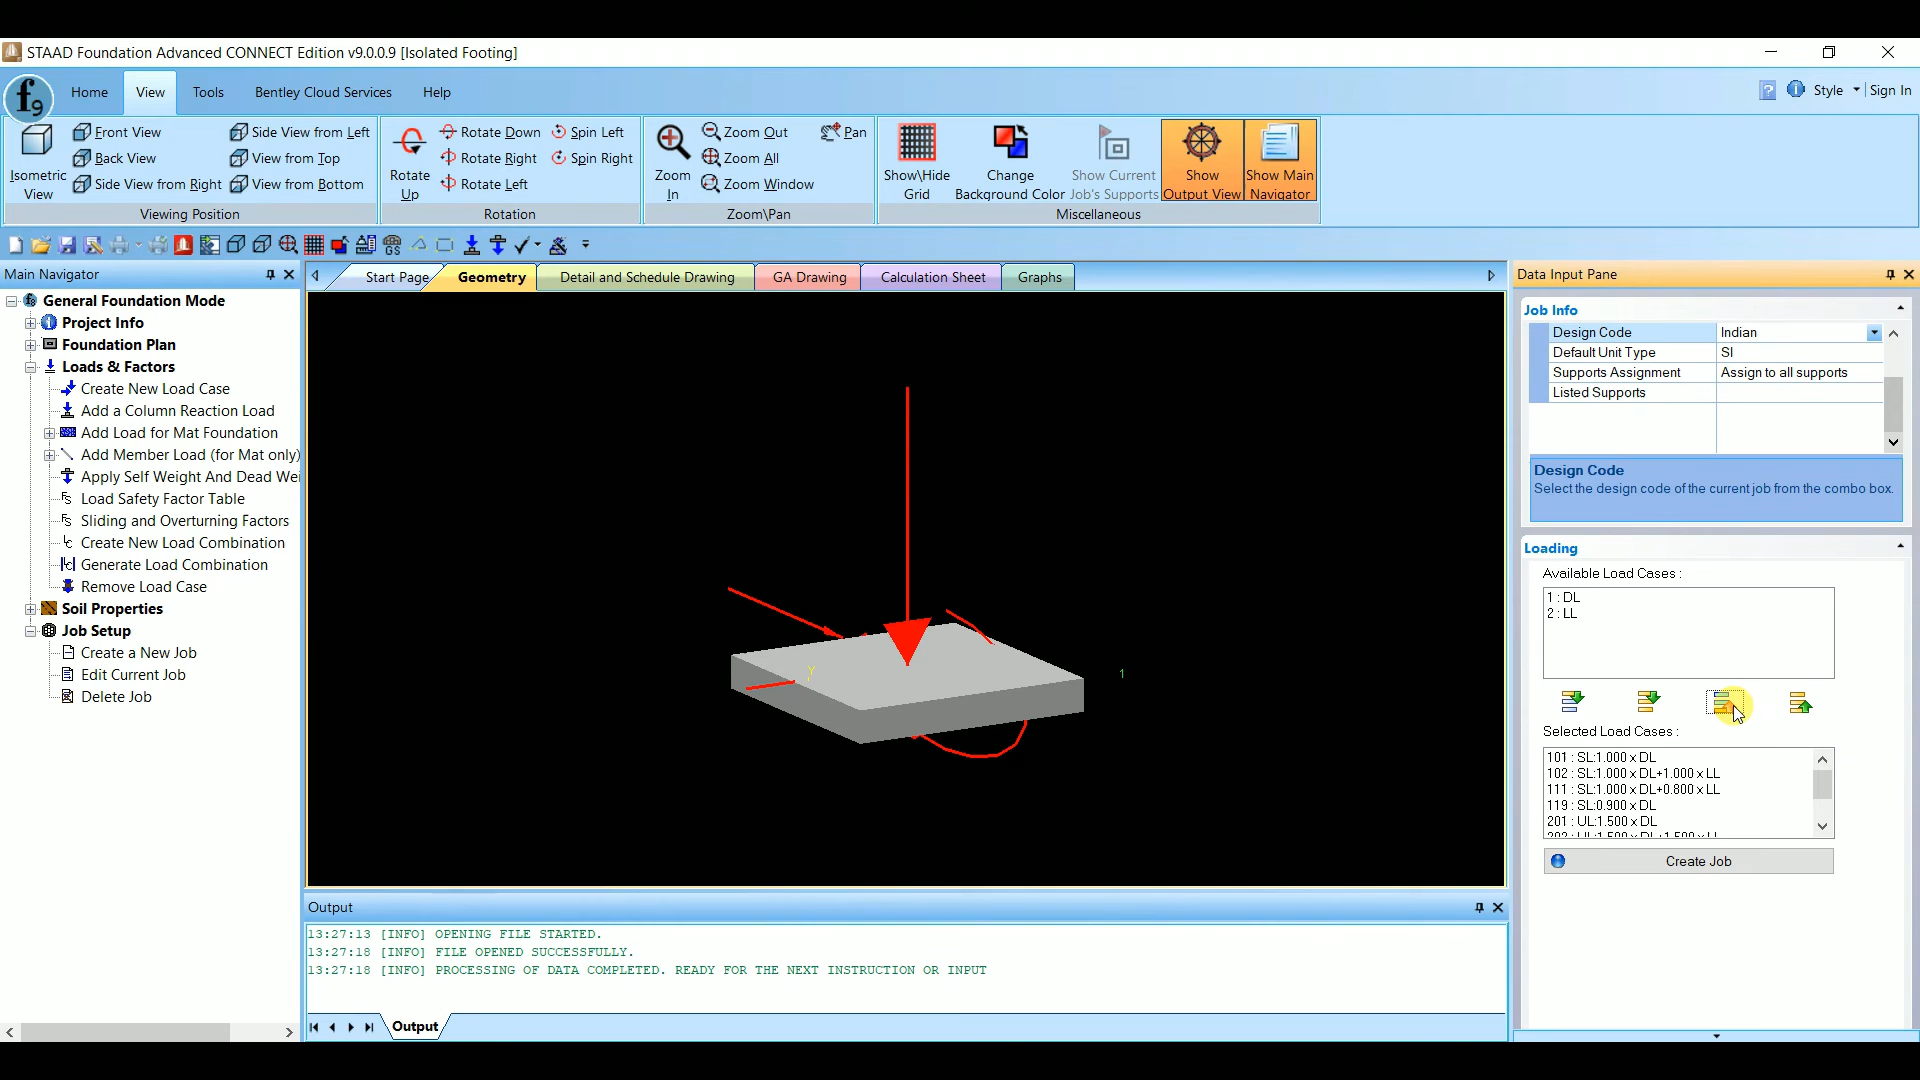 STAAD Foundation Advanced CONNECT Edition v9.0.0.9 [Isolated Footing]
f9
Home View Tools Bentley Cloud Services Help
Style Sign In
Isometric View
Front View
Back View
Side View from Right
Side View from Left
View from Top
View from Bottom
Viewing Position
Rotate Up
Rotate Down
Rotate Right
Rotate Left
Spin Left
Spin Right
Rotation
Zoom In
Zoom Out
Zoom All
Zoom Window
Pan
Zoom\Pan
Show\Hide Grid
Change Background Color
Show Current Job's Supports
Show Output View
Show Main Navigator
Miscellaneous
Main Navigator
General Foundation Mode
Project Info
Foundation Plan
Loads & Factors
Create New Load Case
Add a Column Reaction Load
Add Load for Mat Foundation
Add Member Load (for Mat only)
Apply Self Weight And Dead Wei
Load Safety Factor Table
Sliding and Overturning Factors
Create New Load Combination
Generate Load Combination
Remove Load Case
Soil Properties
Job Setup
Create a New Job
Edit Current Job
Delete Job
Start Page Geometry Detail and Schedule Drawing GA Drawing Calculation Sheet Graphs
Y
1
Output
13:27:13 [INFO] OPENING FILE STARTED.
13:27:18 [INFO] FILE OPENED SUCCESSFULLY.
13:27:18 [INFO] PROCESSING OF DATA COMPLETED. READY FOR THE NEXT INSTRUCTION OR INPUT
Output
Data Input Pane
Job Info
Design Code Indian
Default Unit Type SI
Supports Assignment Assign to all supports
Listed Supports
Design Code
Select the design code of the current job from the combo box.
Loading
Available Load Cases :
1 : DL
2 : LL
Selected Load Cases :
101 : SL:1.000 x DL
102 : SL:1.000 x DL+1.000 x LL
111 : SL:1.000 x DL+0.800 x LL
119 : SL:0.900 x DL
201 : UL:1.500 x DL
202 : UL:1.500 x DL+1.500 x LL
Create Job